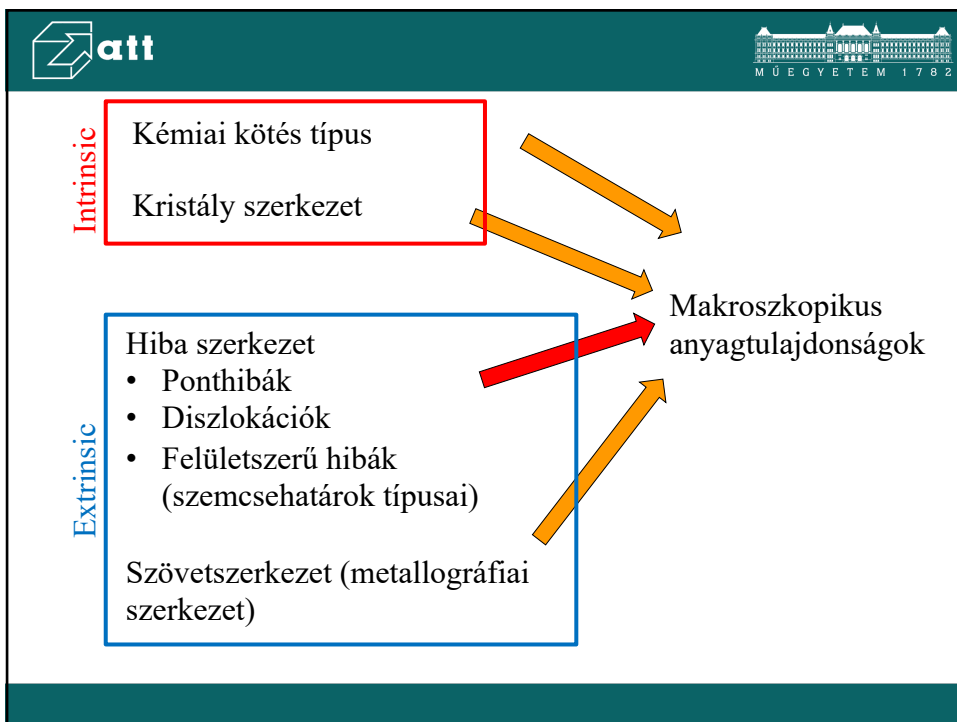 att
MŰEGYETEM 1782
Intrinsic
Kémiai kötés típus
Kristály szerkezet
Makroszkopikus
anyagtulajdonságok
Extrinsic
Hiba szerkezet
• Ponthibák
• Diszlokációk
• Felületszerű hibák
(szemcsehatárok típusai)
Szövetszerkezet (metallográfiai
szerkezet)